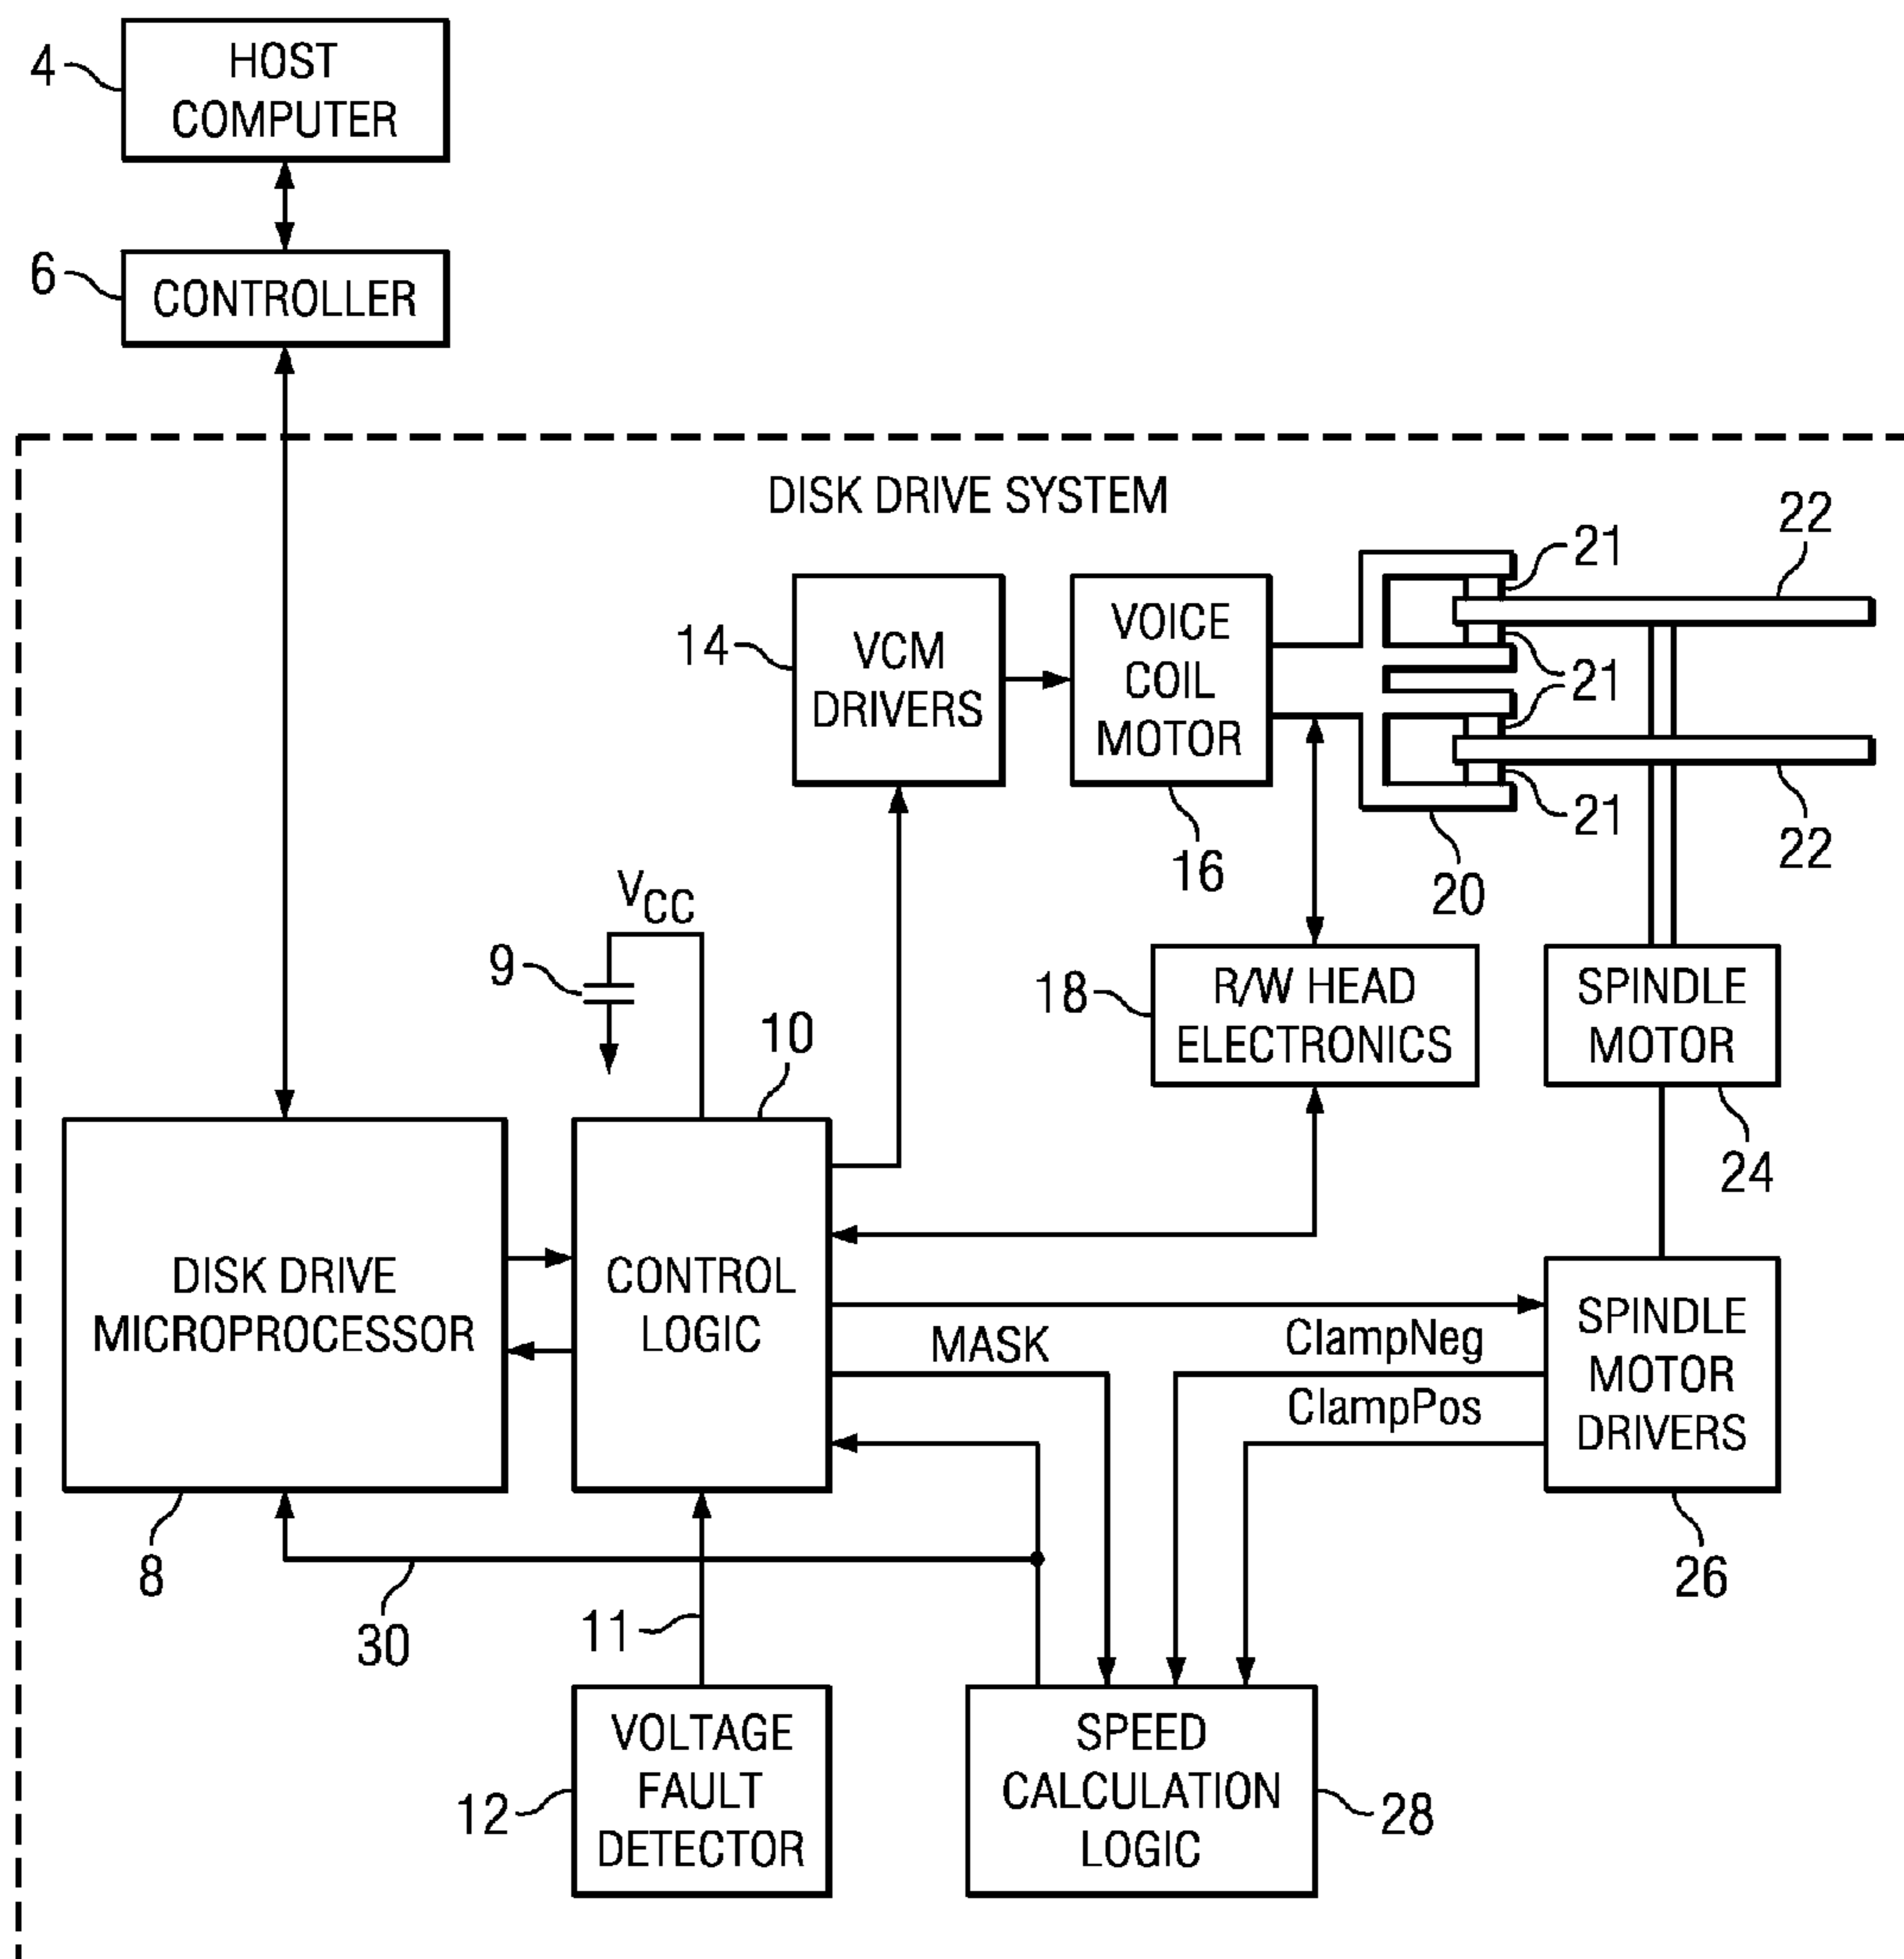 4
HOST
COMPUTER
6
CONTROLLER
DISK DRIVE SYSTEM
22
21
14
VCM
DRIVERS
VOICE
COIL
MOTOR
21
21
22
16
20
VCC
9
18
R/W HEAD
ELECTRONICS
SPINDLE
MOTOR
10
24
DISK DRIVE
MICROPROCESSOR
CONTROL
LOGIC
MASK
ClampNeg
ClampPos
SPINDLE
MOTOR
DRIVERS
8
30
11
26
12
VOLTAGE
FAULT
DETECTOR
SPEED
CALCULATION
LOGIC
28